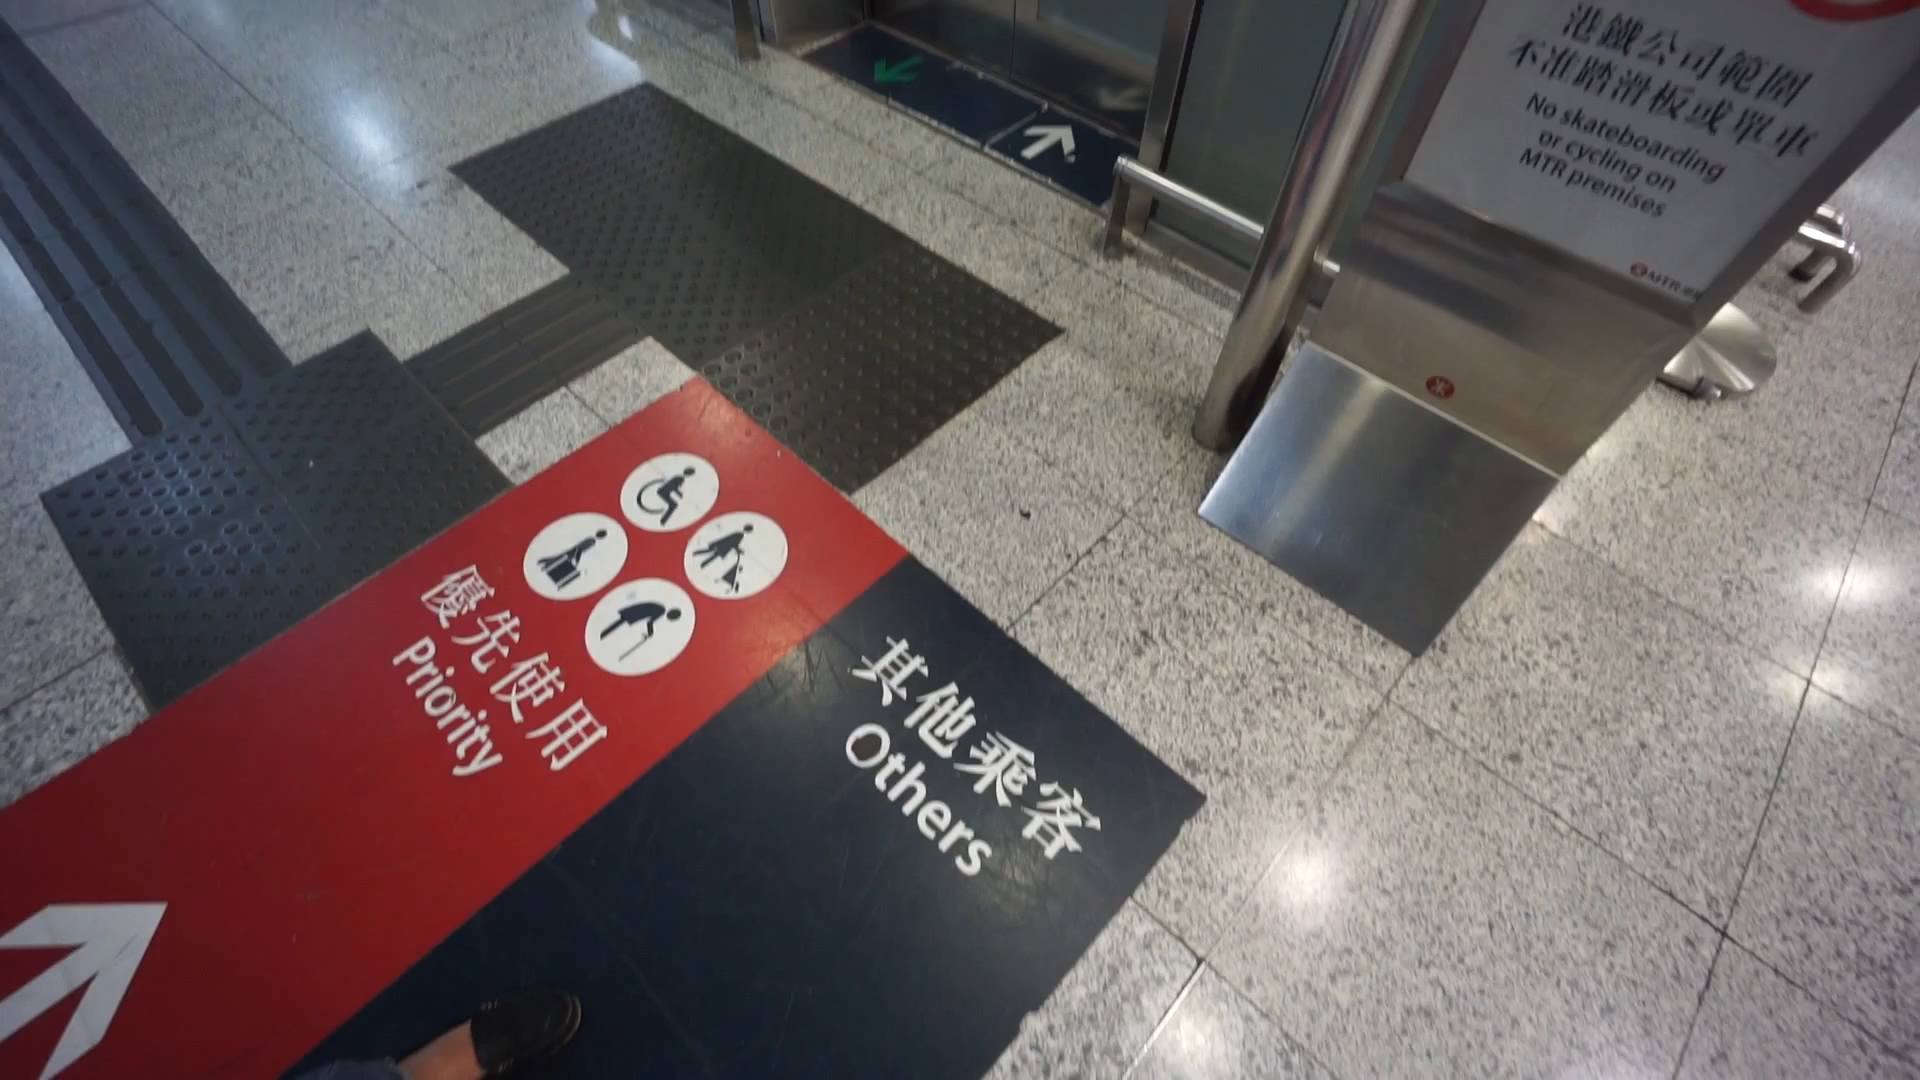 港鐵公司範圍
不准踏滑板或單車
No skateboarding
or cycling on
MTR premises
MTR
優先使用
Priority
其他乘客
Others